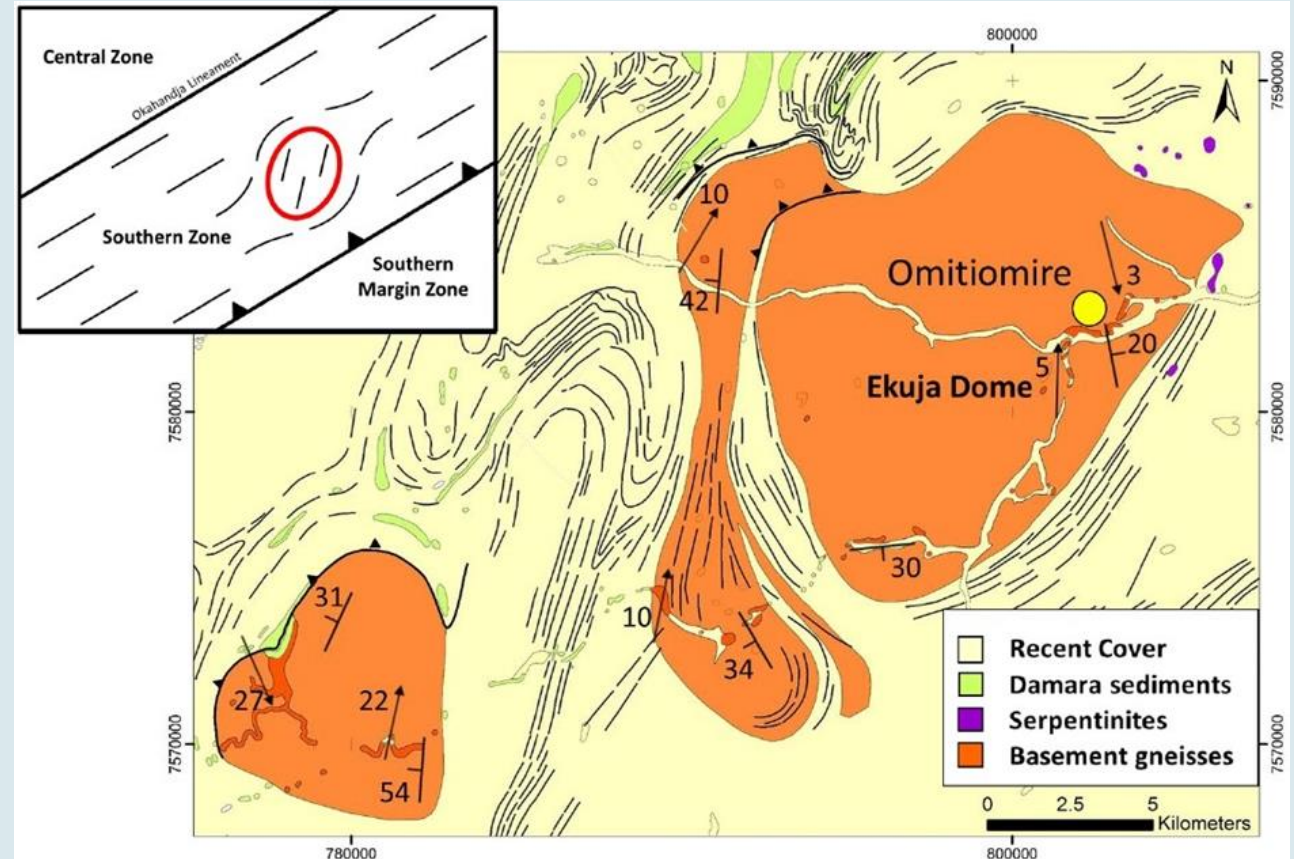 Central Zone
Okahandja Lineament
Southern Zone
Southern
Margin Zone
800000
N
7590000
10
42
Omitiomire
3
20
5
Ekuja Dome
7580000
7580000
30
31
10
34
27
22
54
7570000
7570000
Recent Cover
Damara sediments
Serpentinites
Basement gneisses
0 2.5 5
Kilometers
780000
800000